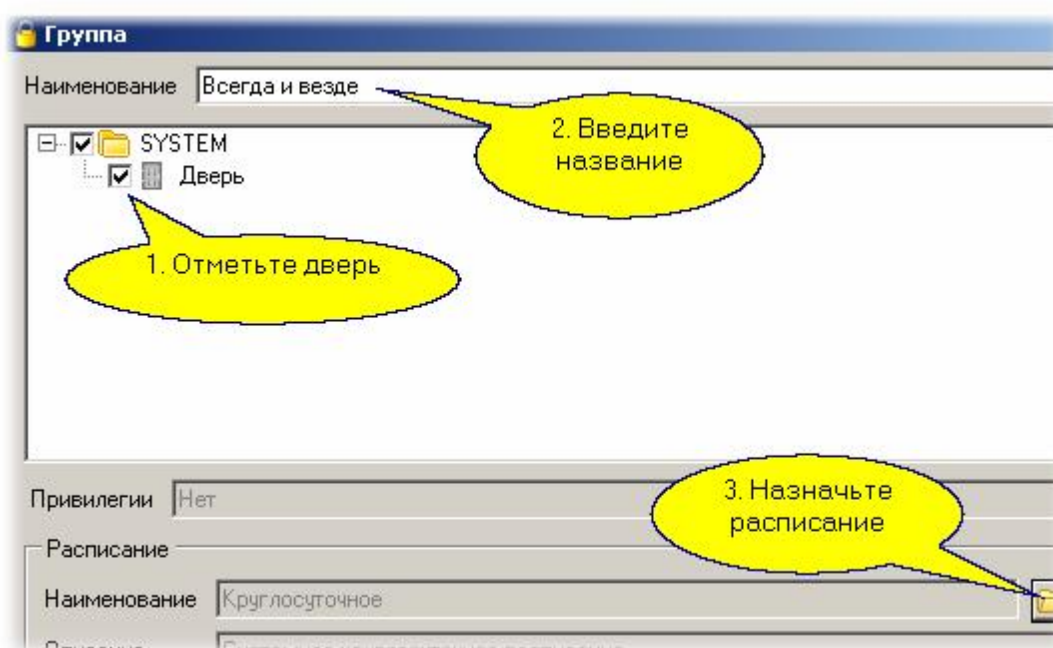 Группа
Наименование Всегда и везде
SYSTEM
Дверь
2. Введите
название
1. Отметьте дверь
3. Назначьте
расписание
Привилегии Нет
Расписание
Наименование Круглосуточное